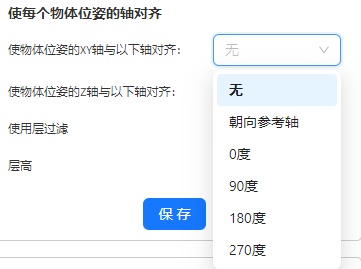 使每个物体位姿的轴对齐
使物体位姿的XY轴与以下轴对齐：
无
无
使物体位姿的Z轴与以下轴对齐：
朝向参考轴
使用层过滤
0度
层高
90度
保存
180度
270度